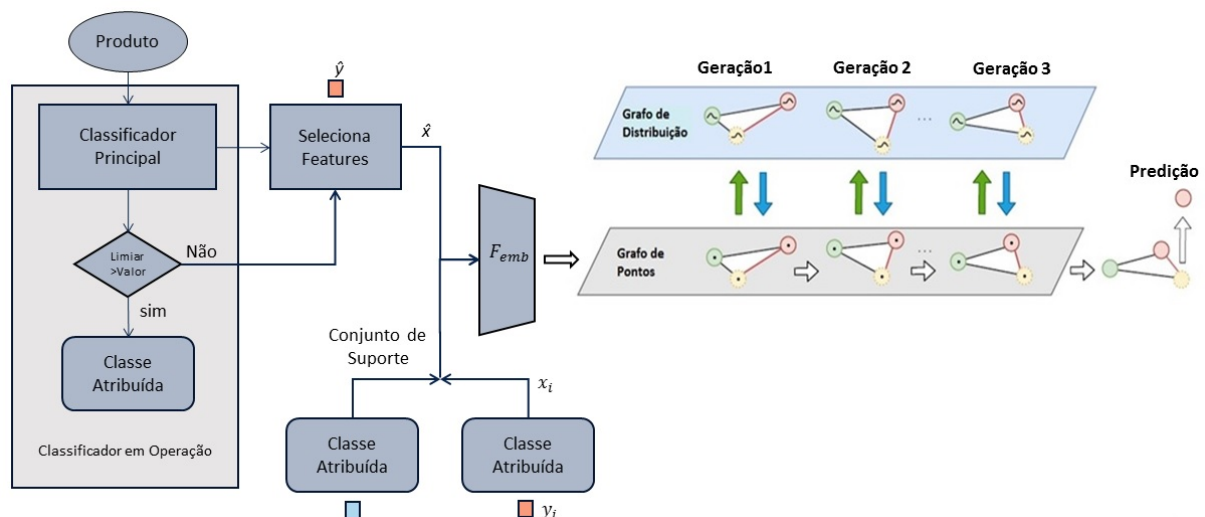 Produto
Classificador
Principal
Limiar
>Valor
Não
sim
Classe
Atribuída
Classificador em Operação
ŷ
Seleciona
Features
x̂
Conjunto de
Suporte
x_i
Classe
Atribuída
Classe
Atribuída
y_i
F_emb
Geração1
Geração 2
Geração 3
Grafo de
Distribuição
...
Grafo de
Pontos
...
Predição